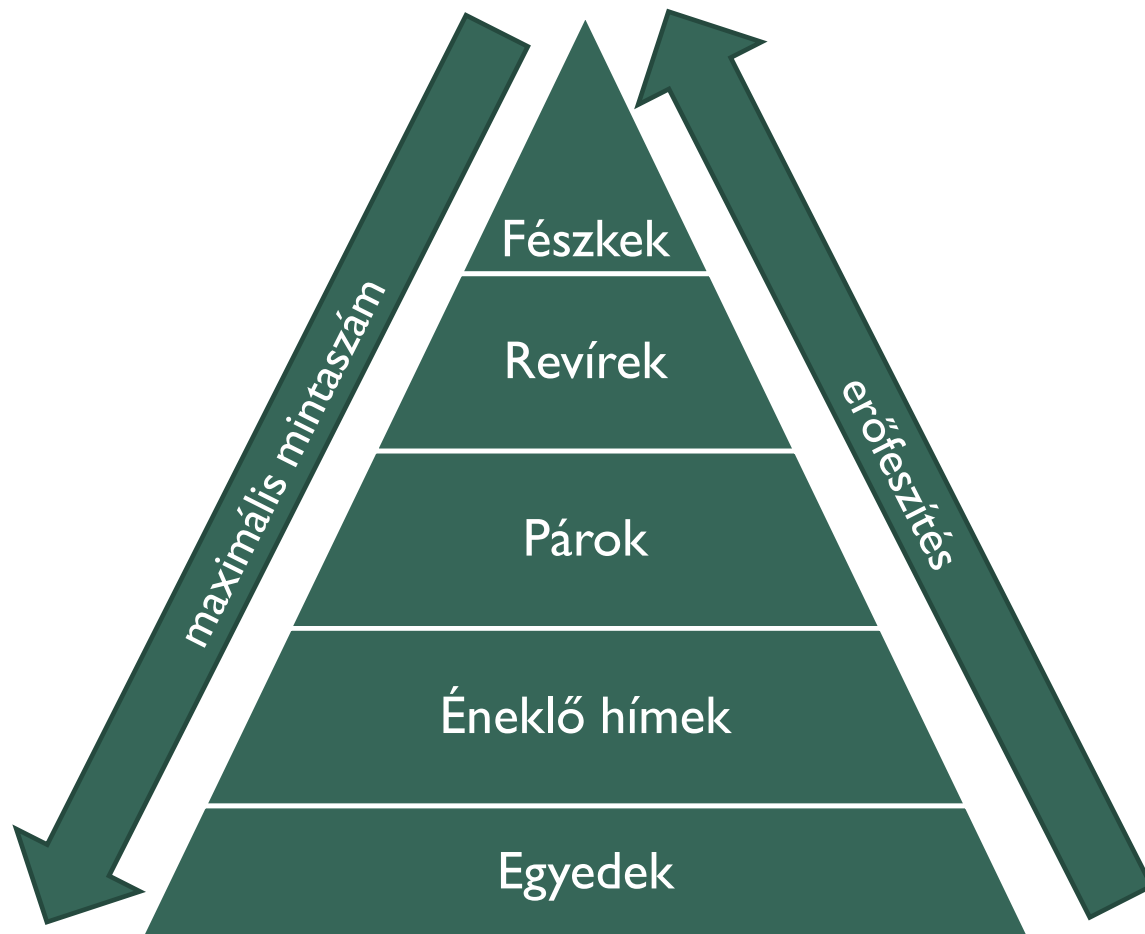 Fészkek
Revírek
Párok
Éneklő hímek
Egyedek
maximális mintaszám
erőfeszítés